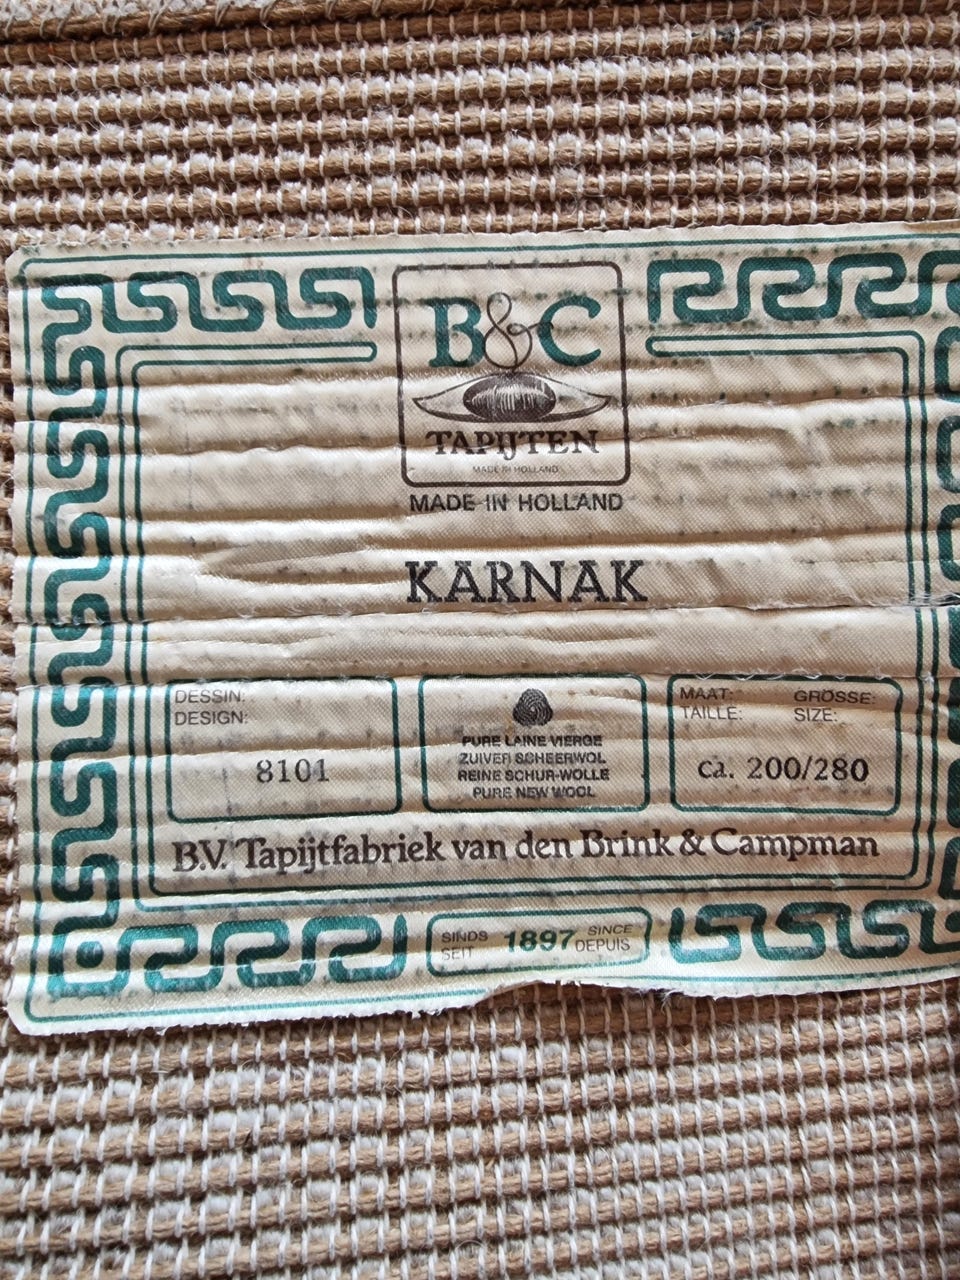 B&C
TAPIJTEN
MADE IN HOLLAND
MADE IN HOLLAND
KARNAK
DESSIN:
DESIGN:
8101
PURE LAINE VIERGE
ZUIVER SCHEERWOL
REINE SCHUR-WOLLE
PURE NEW WOOL
MAAT: GRÖSSE:
TAILLE: SIZE:
ca. 200/280
B.V. Tapijtfabriek van den Brink & Campman
SINDS 1897 SINCE
SEIT DEPUIS